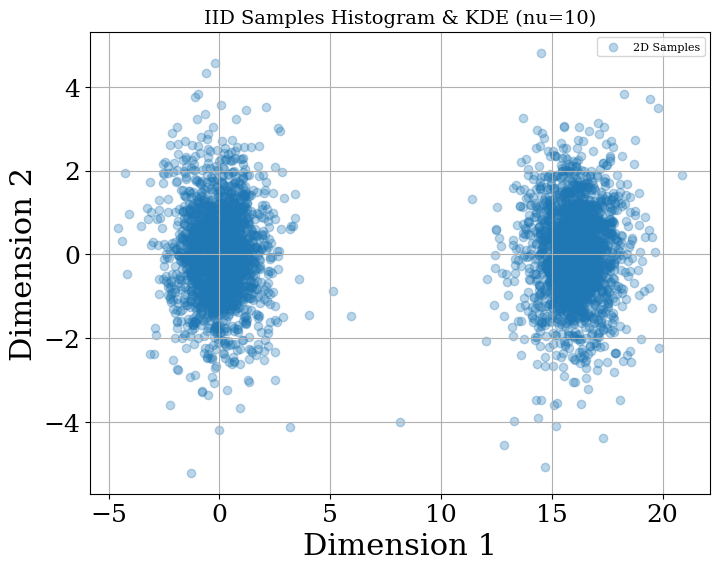 IID Samples Histogram & KDE (nu=10)
2D Samples
Dimension 2
4
2
0
−2
−4
−5
0
5
10
15
20
Dimension 1